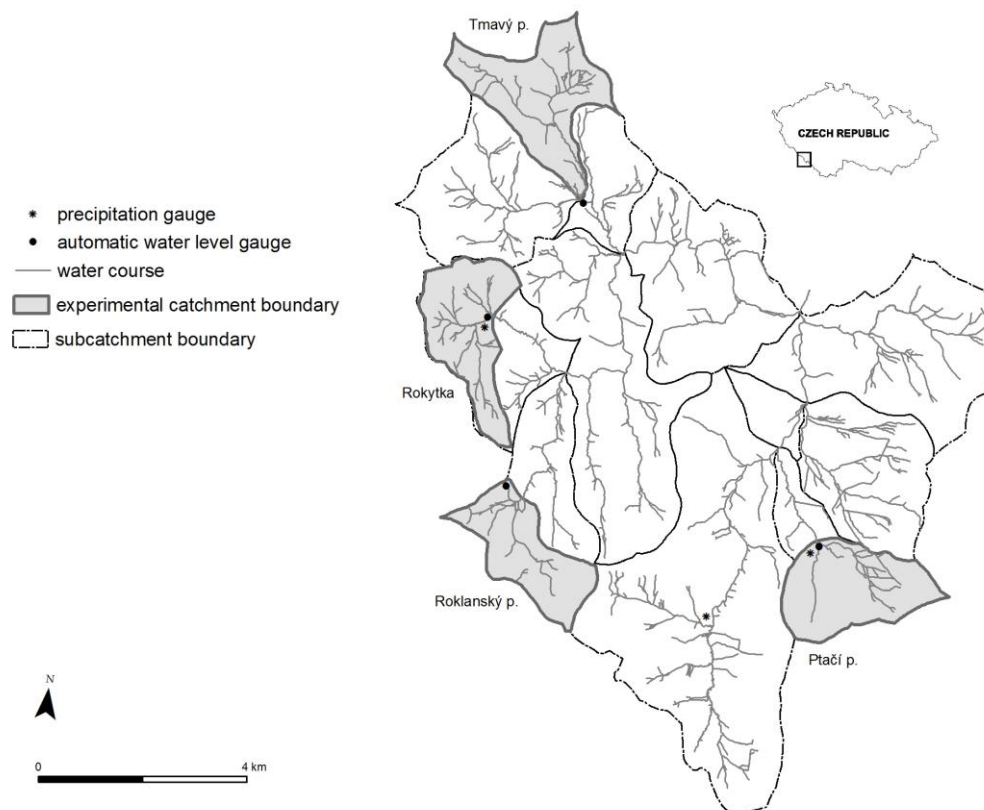 Tmavý p.
CZECH REPUBLIC
precipitation gauge
automatic water level gauge
water course
experimental catchment boundary
subcatchment boundary
Rokytka
Roklanský p.
Ptačí p.
N
0 4 km